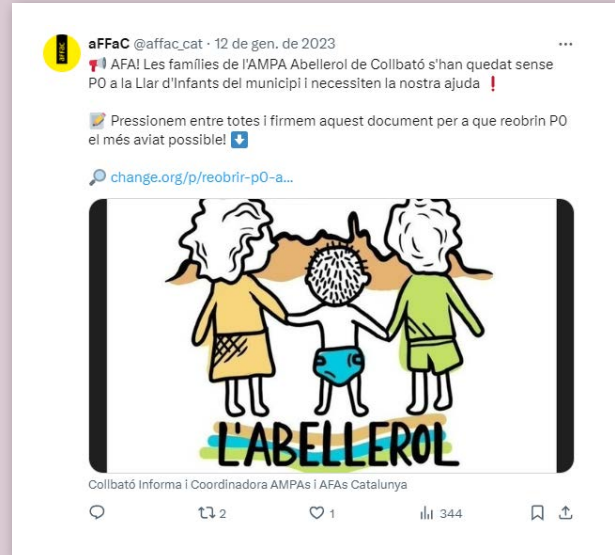 affac
aFFaC @affac_cat · 12 de gen. de 2023
AFA! Les famílies de l'AMPA Abellerol de Collbató s'han quedat sense
P0 a la Llar d'Infants del municipi i necessiten la nostra ajuda ❗
Pressionem entre totes i firmem aquest document per a que reobrin P0
el més aviat possible!
change.org/p/reobrir-p0-a...
L'ABELLEROL
Collbató Informa i Coordinadora AMPAs i AFAs Catalunya
2 1 344